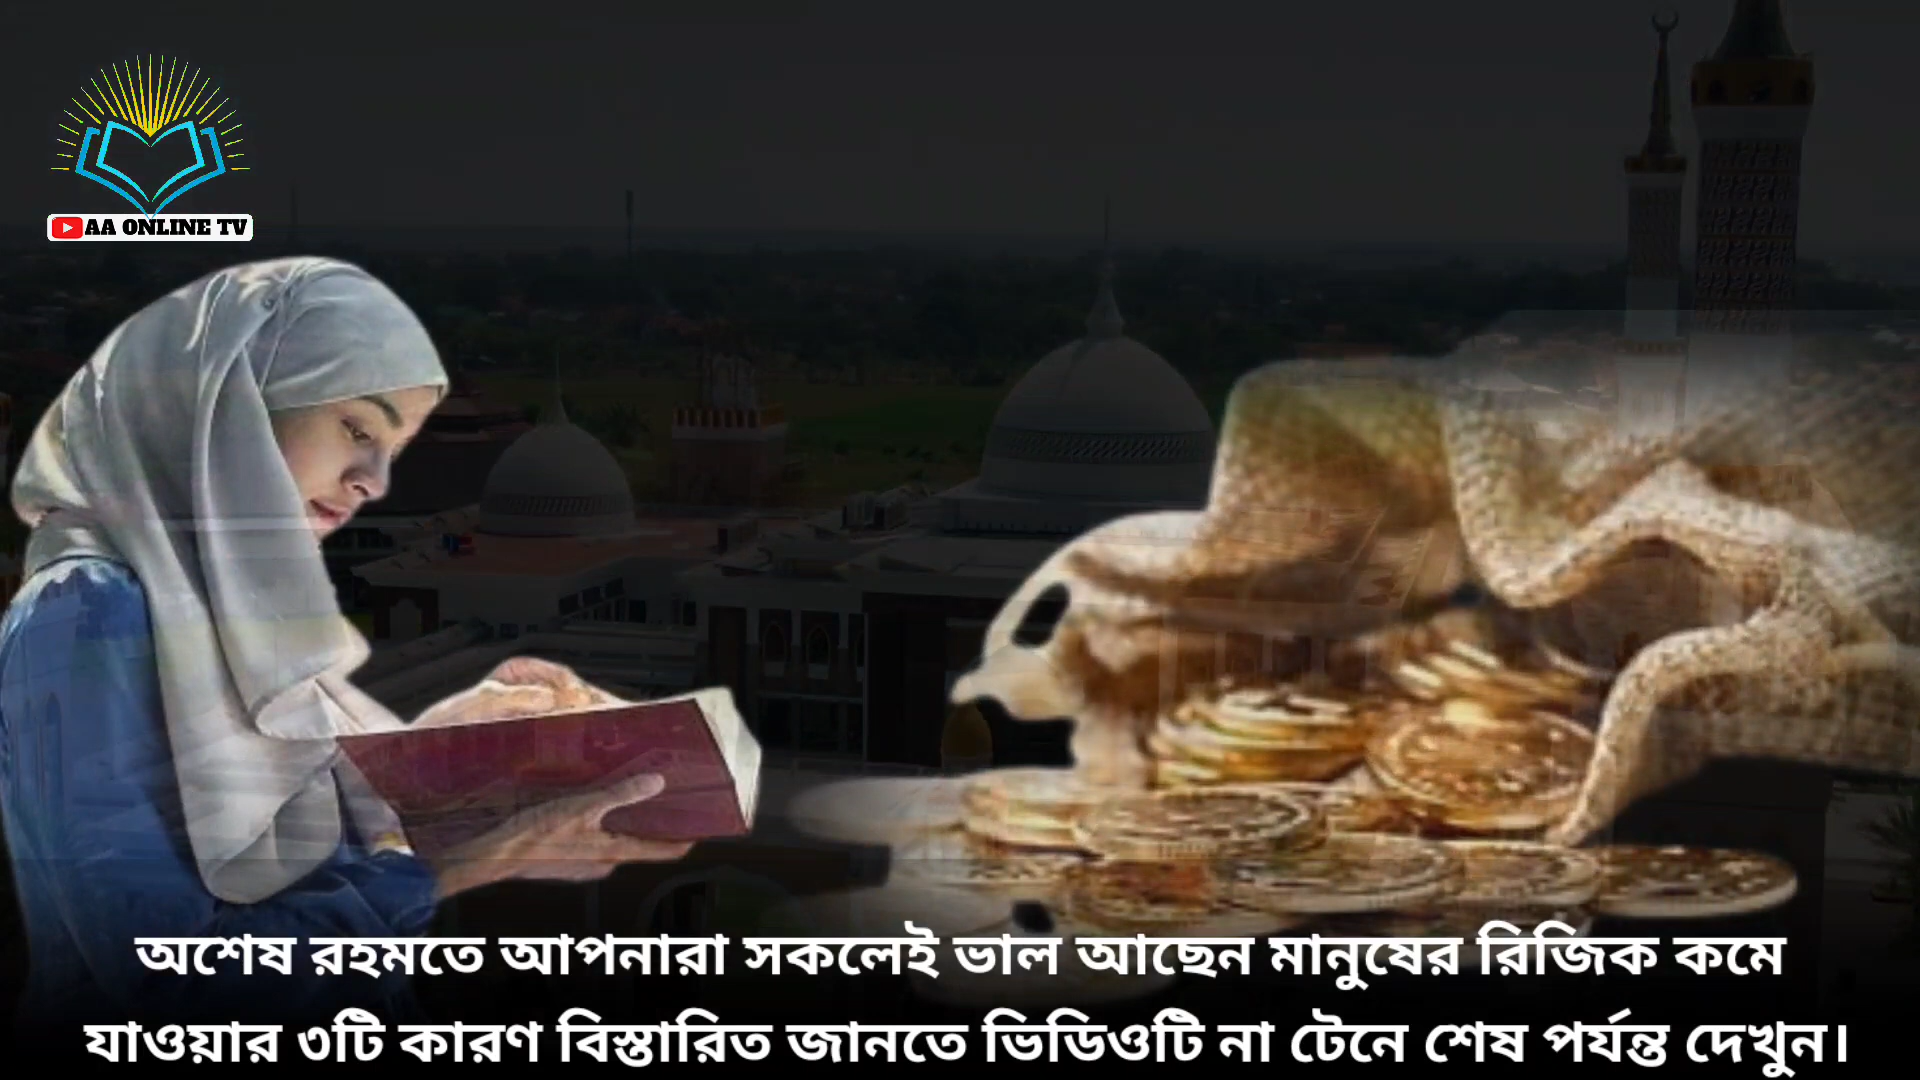 AA ONLINE TV
অশেষ রহমতে আপনারা সকলেই ভাল আছেন মানুষের রিজিক কমে
যাওয়ার ৩টি কারণ বিস্তারিত জানতে ভিডিওটি না টেনে শেষ পর্যন্ত দেখুন।